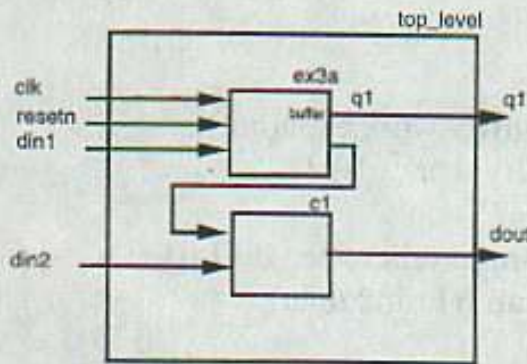 top_level
ex3a
clk
q1
q1
buffer
resetn
din1
c1
dout
din2